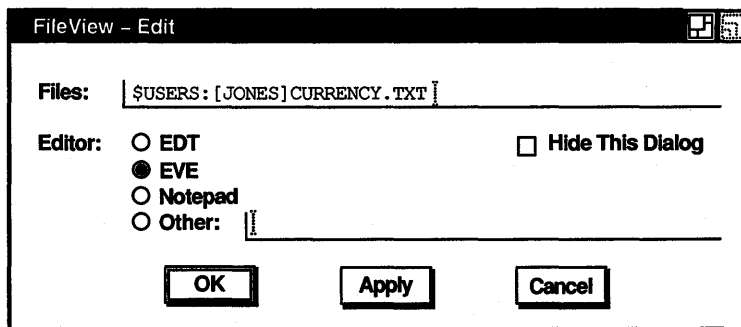 FileView – Edit
Files: $USERS:[JONES]CURRENCY.TXT
Editor: EDT Hide This Dialog
EVE
Notepad
Other:
OK Apply Cancel